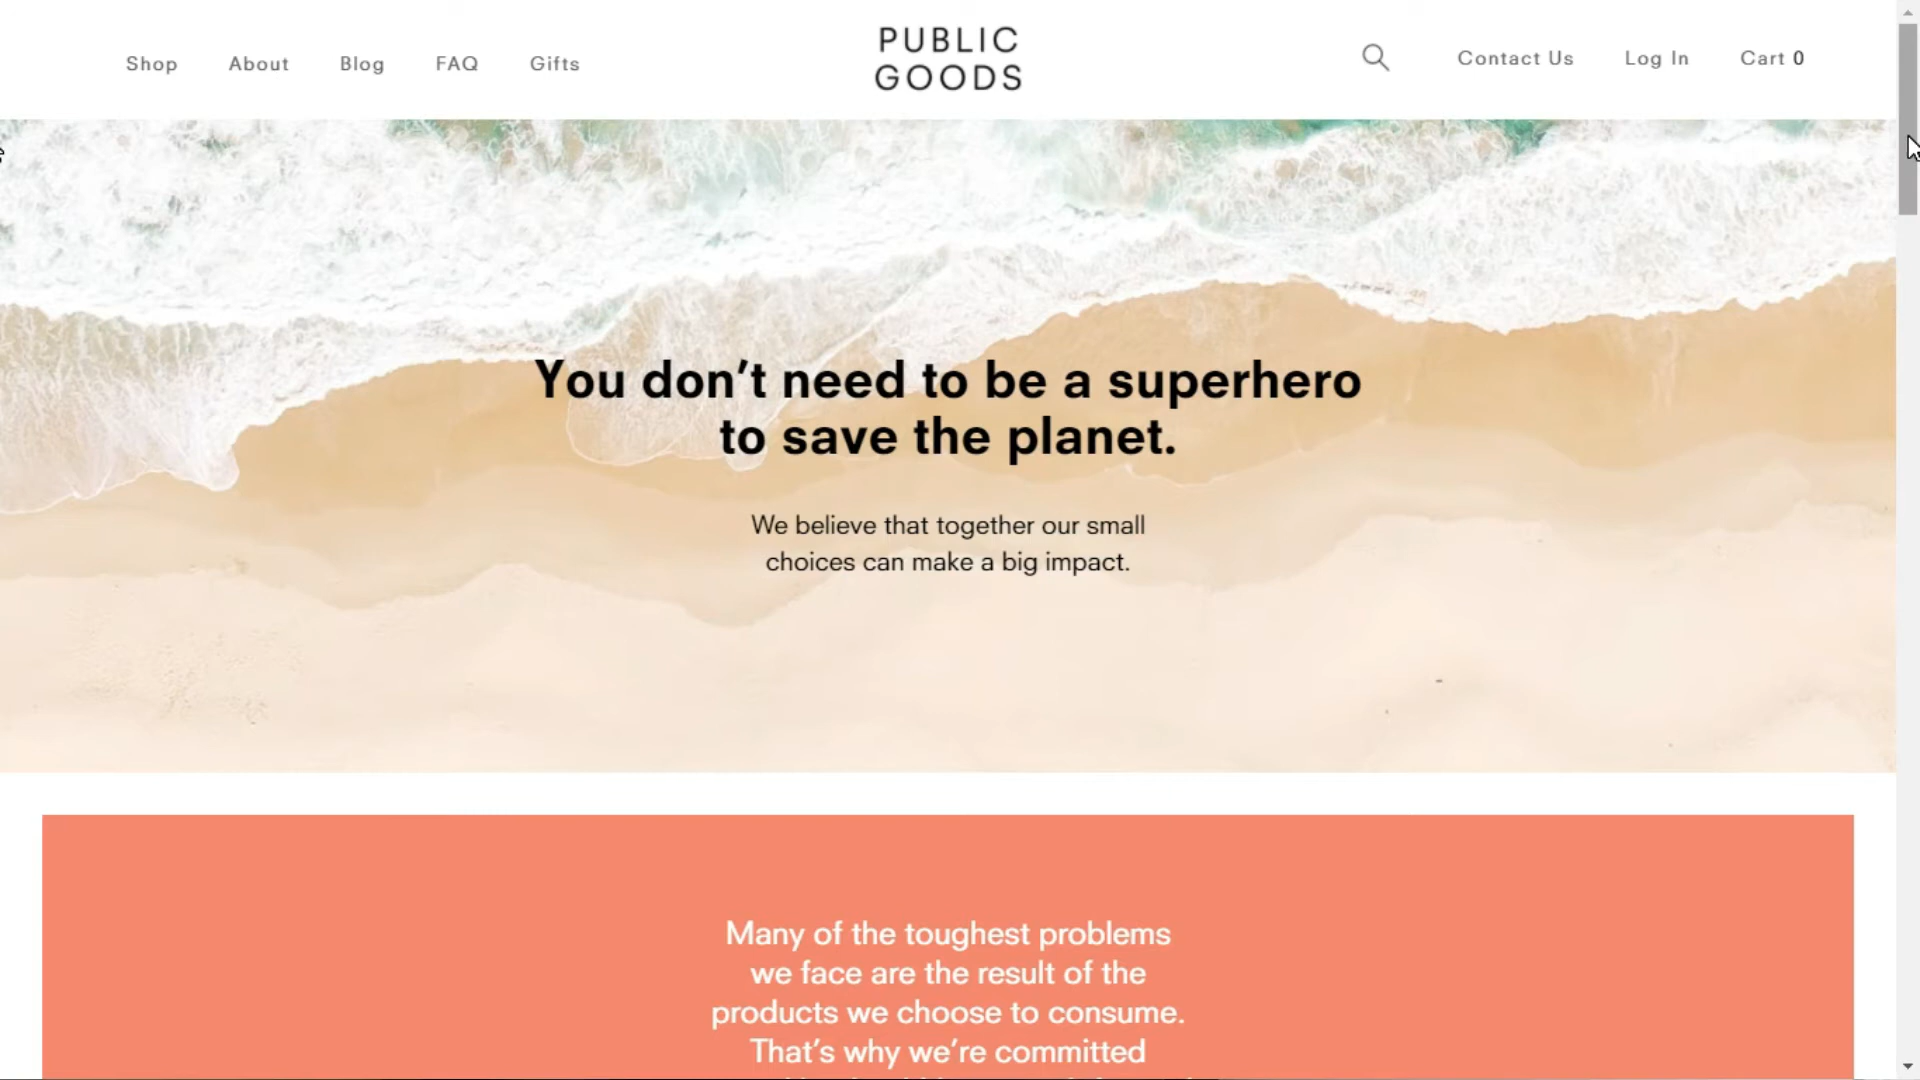 Shop About Blog FAQ Gifts
PUBLIC
GOODS
Contact Us Log In Cart 0
You don’t need to be a superhero
to save the planet.
We believe that together our small
choices can make a big impact.
Many of the toughest problems
we face are the result of the
products we choose to consume.
That’s why we’re committed